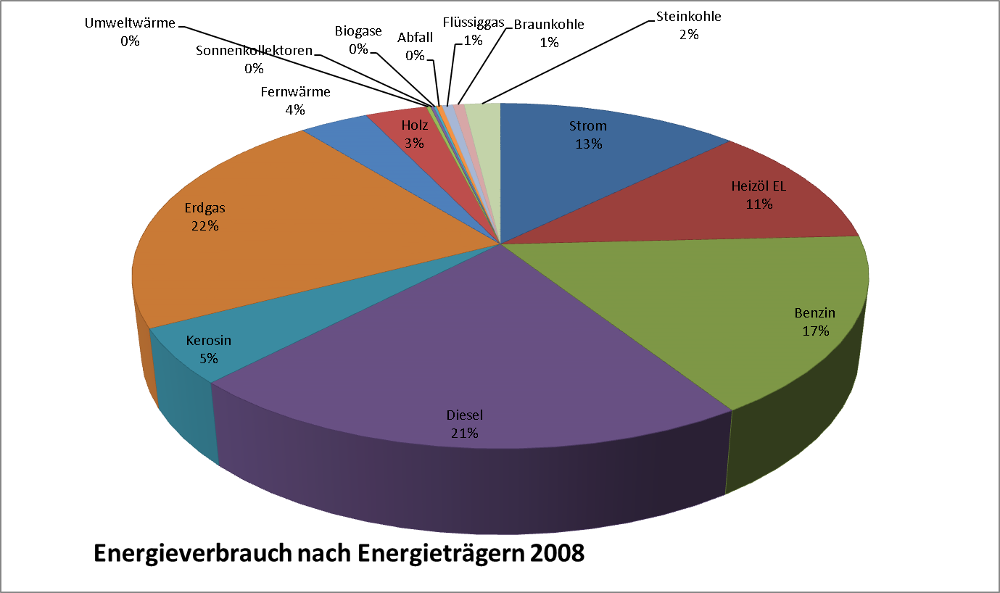 Umweltwärme
0%
Sonnenkollektoren
0%
Biogase
0%
Abfall
0%
Flüssiggas
1%
Braunkohle
1%
Steinkohle
2%
Fernwärme
4%
Holz
3%
Strom
13%
Heizöl EL
11%
Erdgas
22%
Benzin
17%
Kerosin
5%
Diesel
21%
Energieverbrauch nach Energieträgern 2008